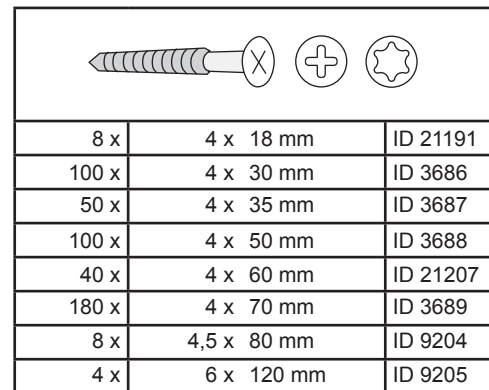 8 x 4 x 18 mm ID 21191
100 x 4 x 30 mm ID 3686
50 x 4 x 35 mm ID 3687
100 x 4 x 50 mm ID 3688
40 x 4 x 60 mm ID 21207
180 x 4 x 70 mm ID 3689
8 x 4,5 x 80 mm ID 9204
4 x 6 x 120 mm ID 9205